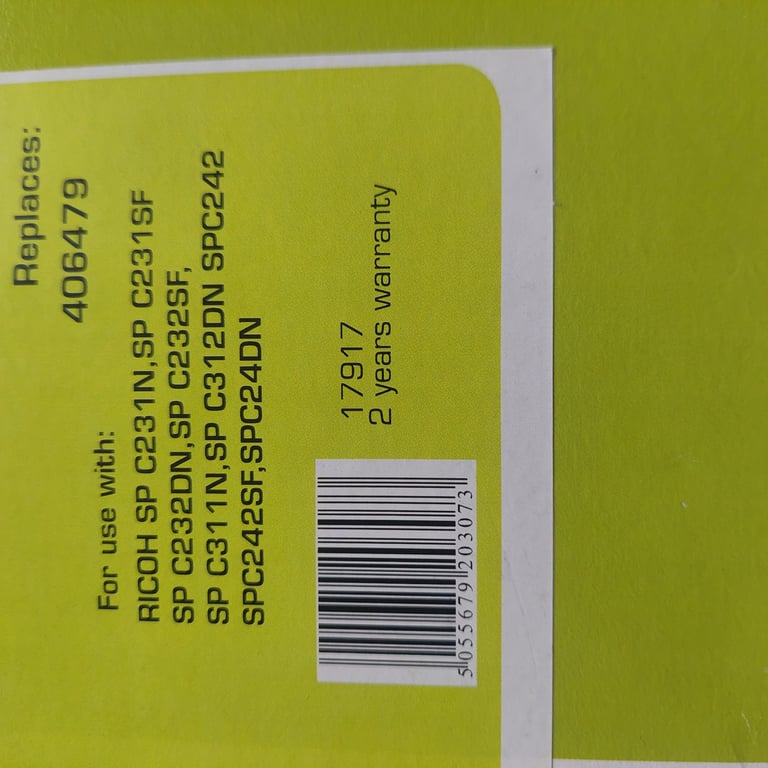 Replaces:
406479
For use with:
RICOH SP C231N,SP C231SF
SP C232DN,SP C232SF,
SP C311N,SP C312DN SPC242
SPC242SF,SPC24DN
17917
2 years warranty
5 055679 203073